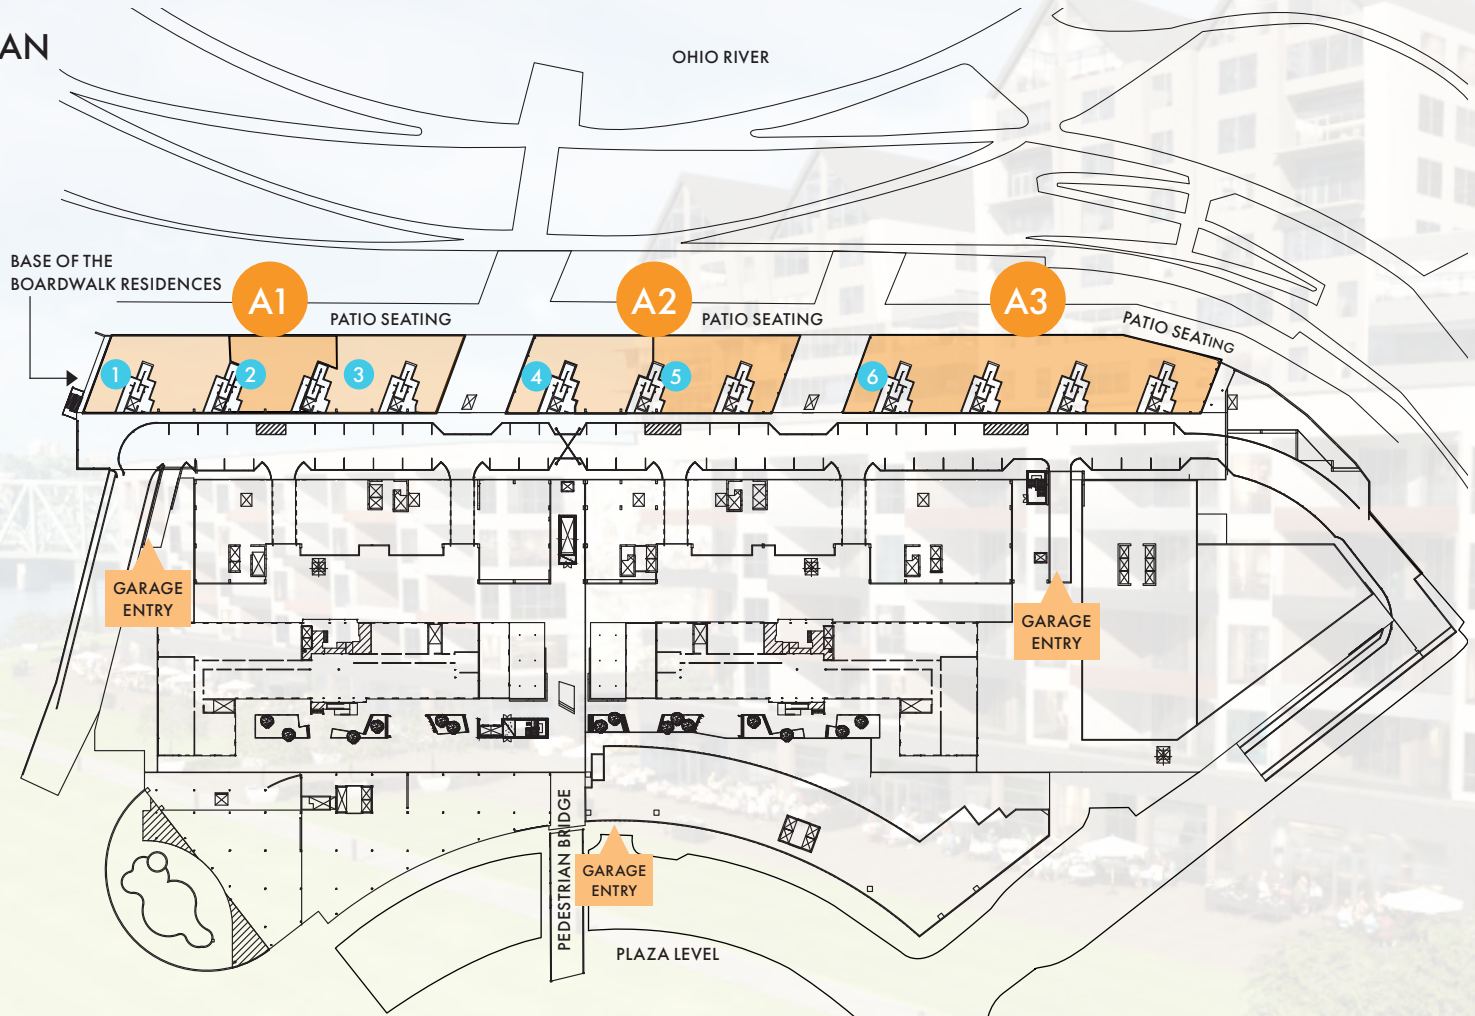 AN
OHIO RIVER
BASE OF THE
BOARDWALK RESIDENCES
A1
A2
A3
PATIO SEATING
PATIO SEATING
PATIO SEATING
1
2
3
4
5
6
GARAGE
ENTRY
GARAGE
ENTRY
PEDESTRIAN BRIDGE
GARAGE
ENTRY
PLAZA LEVEL